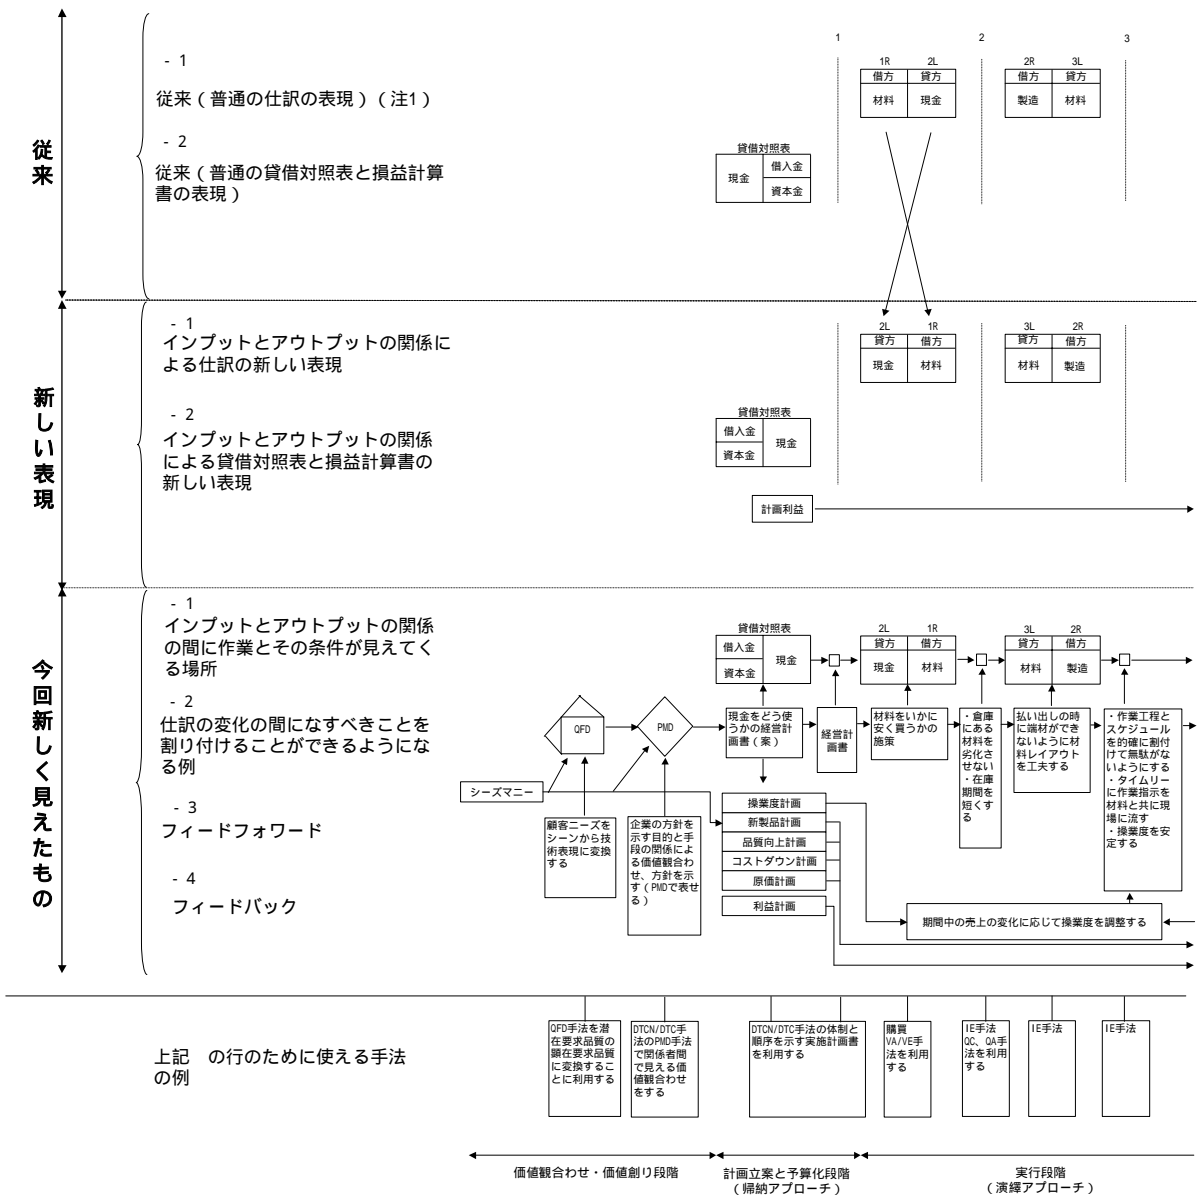 従来
- 1
従来（普通の仕訳の表現）（注1）
- 2
従来（普通の貸借対照表と損益計算
書の表現）
1
2
3
1R 2L
借方 貸方
材料 現金
2R 3L
借方 貸方
製造 材料
貸借対照表
現金
借入金
資本金
新しい表現
- 1
インプットとアウトプットの関係に
よる仕訳の新しい表現
- 2
インプットとアウトプットの関係
による貸借対照表と損益計算書の
新しい表現
2L 1R
貸方 借方
現金 材料
3L 2R
貸方 借方
材料 製造
貸借対照表
借入金
資本金
現金
計画利益
今回新しく見えたもの
- 1
インプットとアウトプットの関係
の間に作業とその条件が見えてく
る場所
- 2
仕訳の変化の間になすべきことを
割り付けることができるようにな
る例
- 3
フィードフォワード
- 4
フィードバック
貸借対照表
借入金
資本金
現金
2L 1R
貸方 借方
現金 材料
3L 2R
貸方 借方
材料 製造
QFD
PMD
現金をどう使
うかの経営計
画書（案）
経営計
画書
材料をいかに
安く買うかの
施策
・倉庫
にある
材料を
劣化さ
せない
・在庫
期間を
短くす
る
払い出しの時
に端材ができ
ないように材
料レイアウト
を工夫する
・作業工程と
スケジュール
を的確に割付
けて無駄がな
いようにする
・タイムリー
に作業指示を
材料と共に現
場に流す
・操業度を安
定する
シーズマニー
顧客ニーズを
シーンから技
術表現に変換
する
企業の方針を
示す目的と手
段の関係によ
る価値観合わ
せ、方針を示
す（PMDで表せ
る）
操業度計画
新製品計画
品質向上計画
コストダウン計画
原価計画
利益計画
期間中の売上の変化に応じて操業度を調整する
上記　の行のために使える手法
の例
QFD手法を潜
在要求品質の
顕在要求品質
に変換するこ
とに利用する
DTCN/DTC手
法のPMD手法
で関係者間
で見える価
値観合わせ
をする
DTCN/DTC手法の体制と
順序を示す実施計画書
を利用する
購買
VA/VE手
法を利用
する
IE手法
QC、QA手
法を利用
する
IE手法
IE手法
価値観合わせ・価値創り段階
計画立案と予算化段階
（帰納アプローチ）
実行段階
（演繹アプローチ）